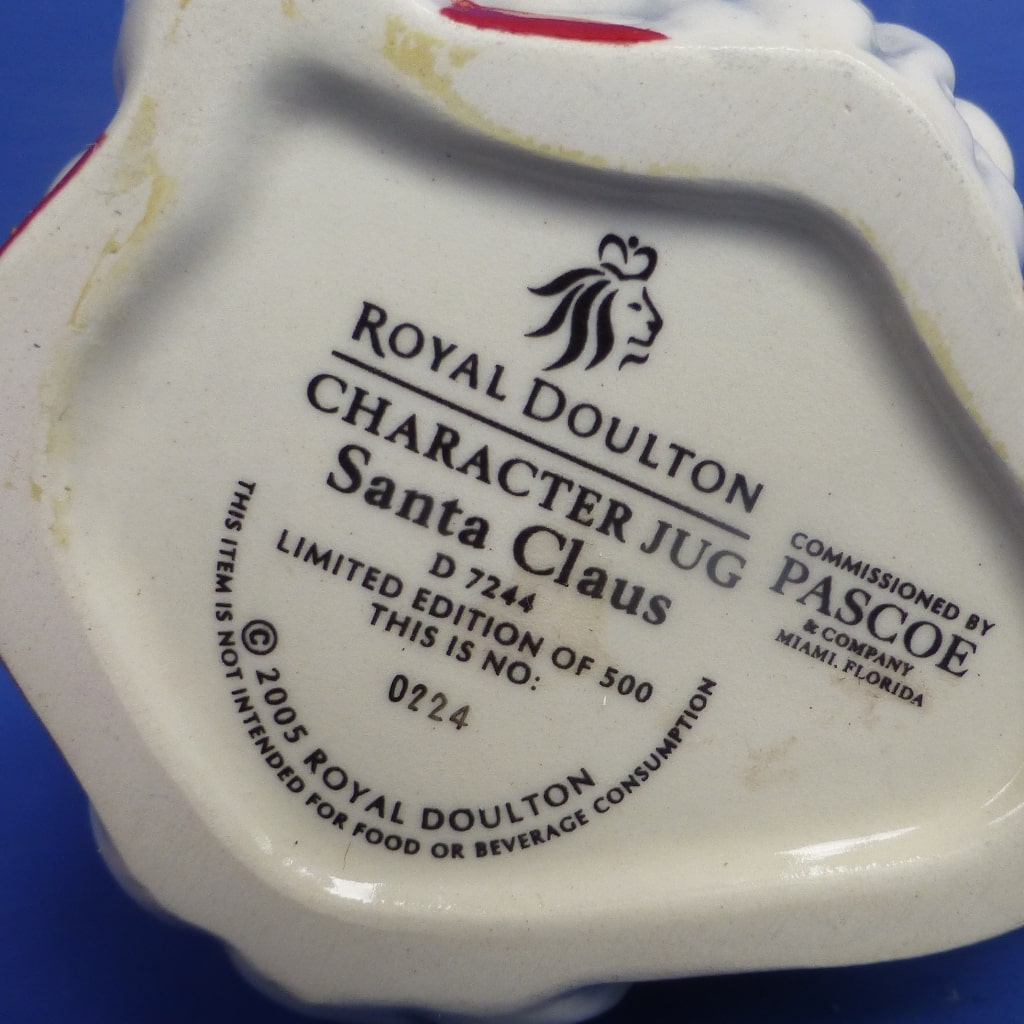 ROYAL DOULTON
CHARACTER JUG
Santa Claus
D 7244
LIMITED EDITION OF 500
THIS IS NO:
0224
© 2005 ROYAL DOULTON
THIS ITEM IS NOT INTENDED FOR FOOD OR BEVERAGE CONSUMPTION
COMMISSIONED BY
PASCOE
& COMPANY
MIAMI, FLORIDA